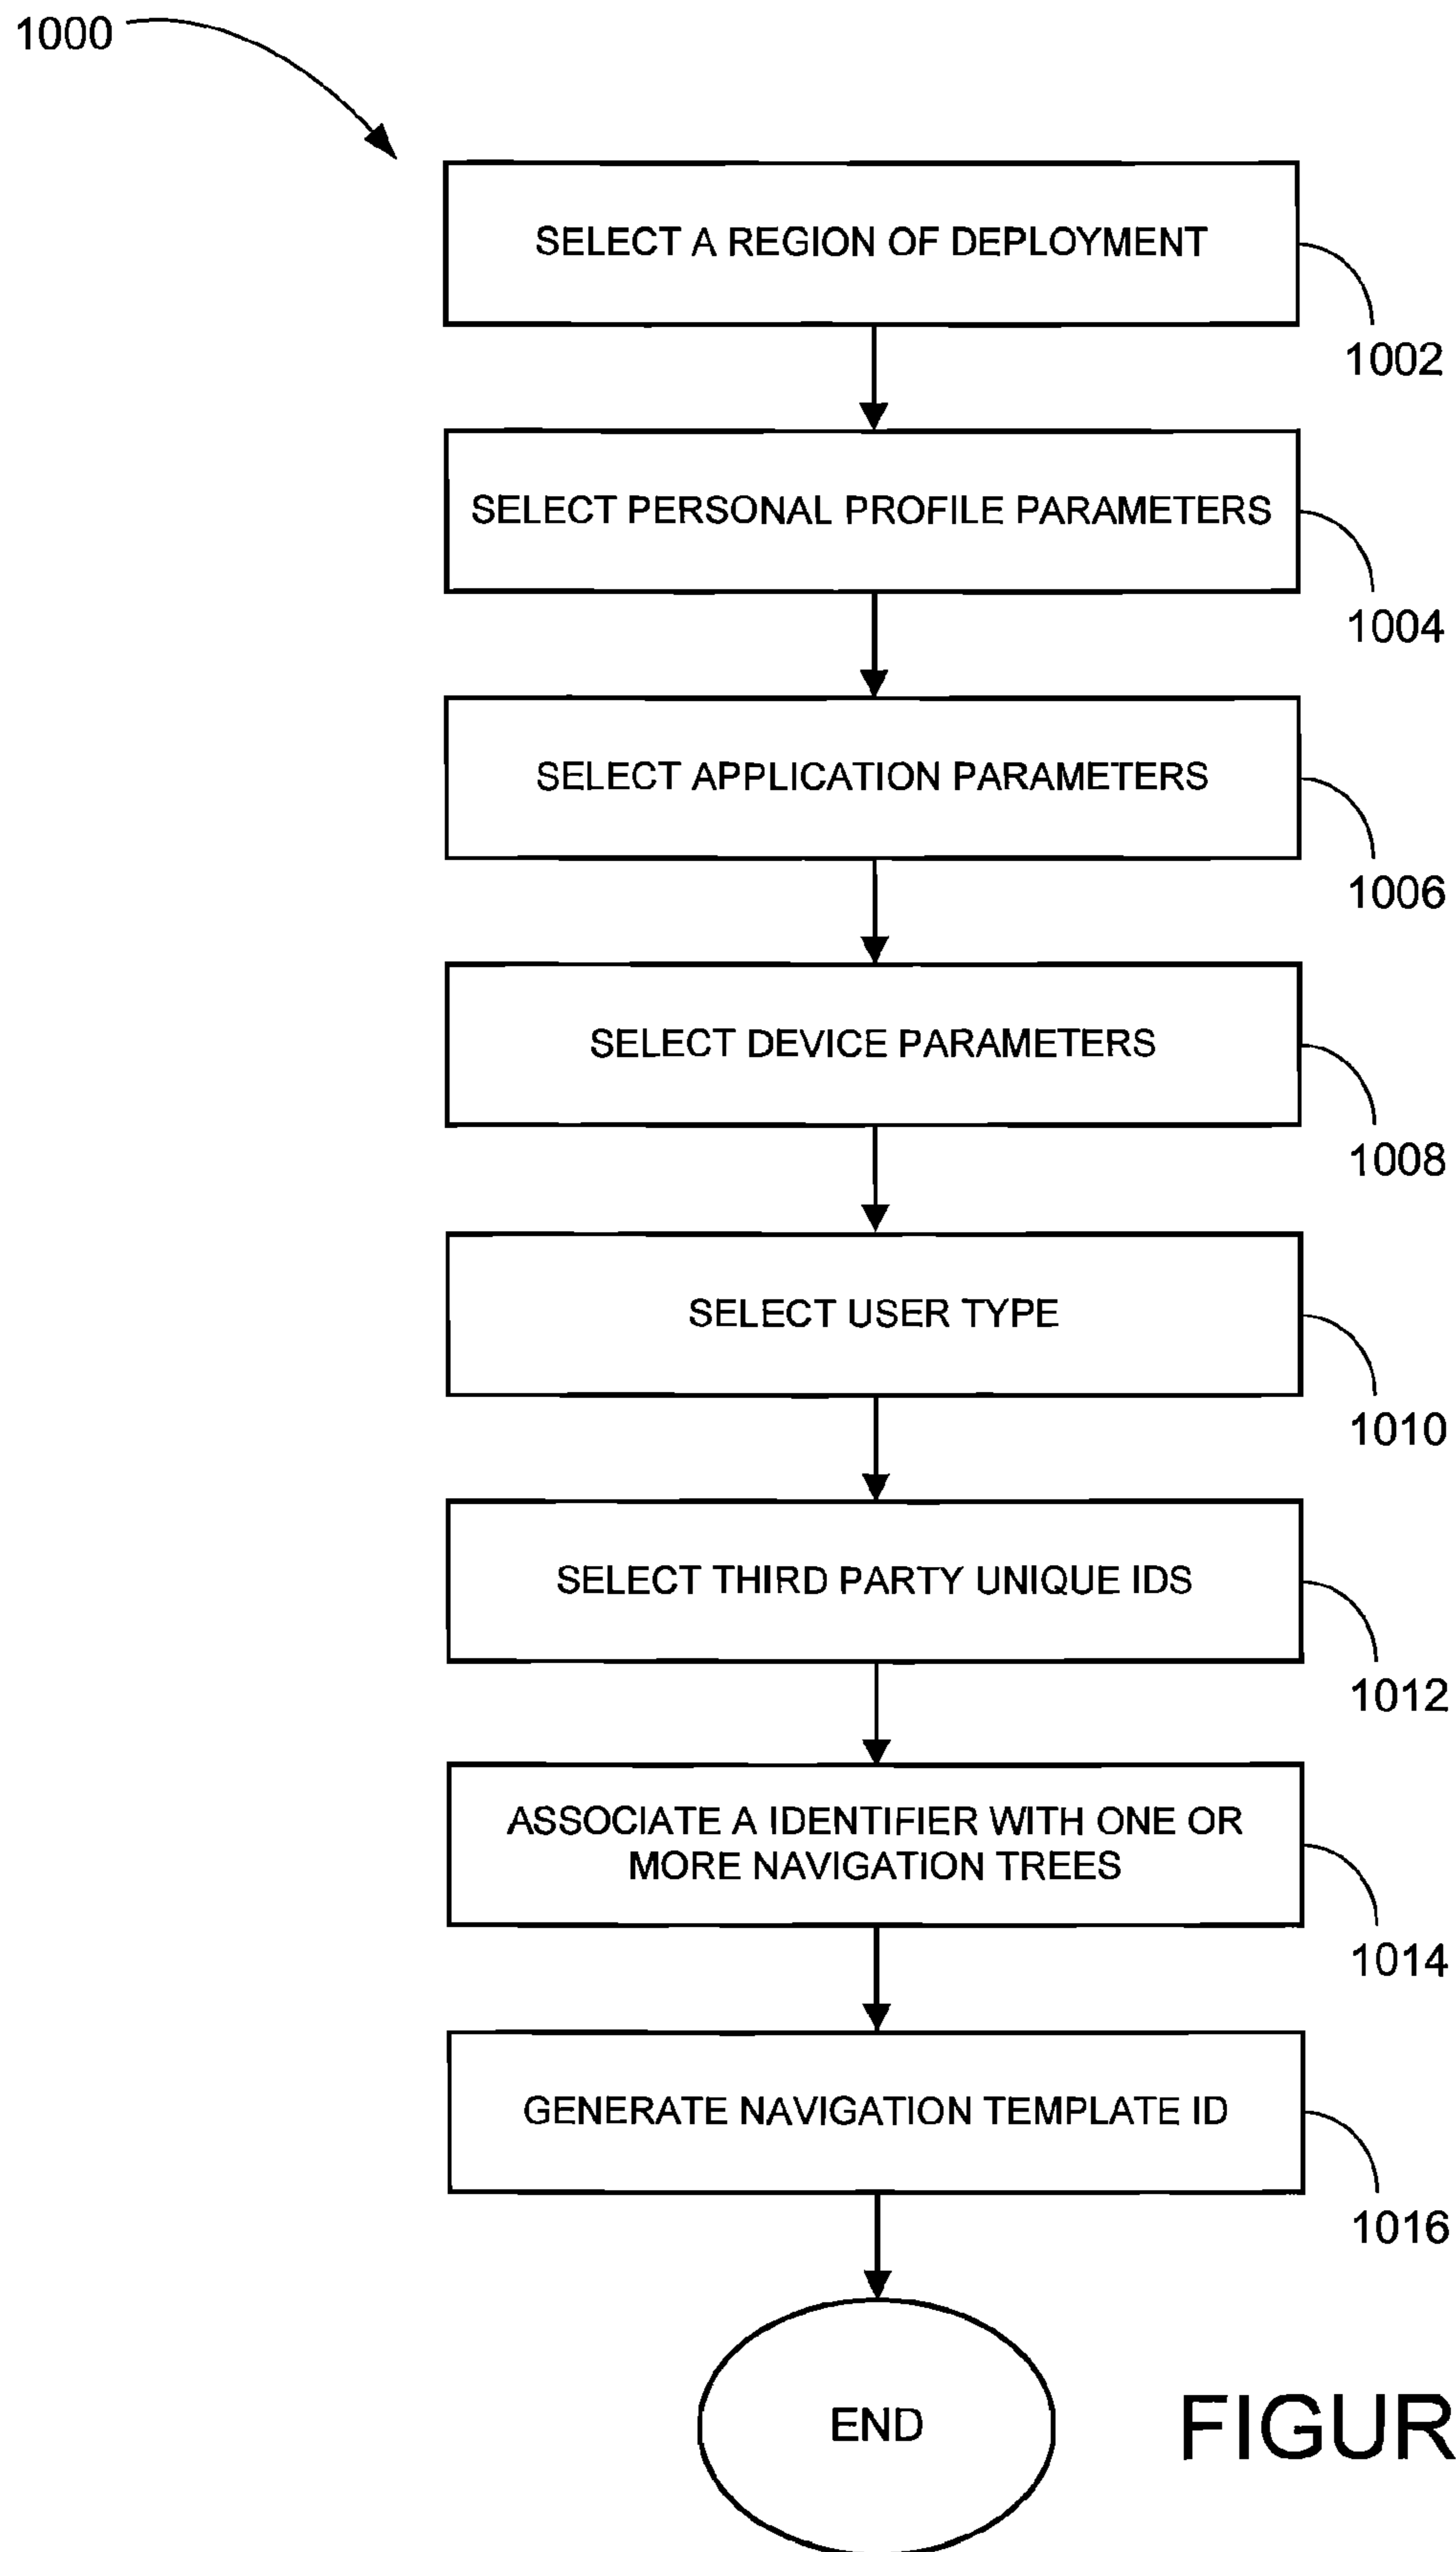 1000
SELECT A REGION OF DEPLOYMENT
1002
SELECT PERSONAL PROFILE PARAMETERS
1004
SELECT APPLICATION PARAMETERS
1006
SELECT DEVICE PARAMETERS
1008
SELECT USER TYPE
1010
SELECT THIRD PARTY UNIQUE IDS
1012
ASSOCIATE A IDENTIFIER WITH ONE OR
MORE NAVIGATION TREES
1014
GENERATE NAVIGATION TEMPLATE ID
1016
END
FIGUR